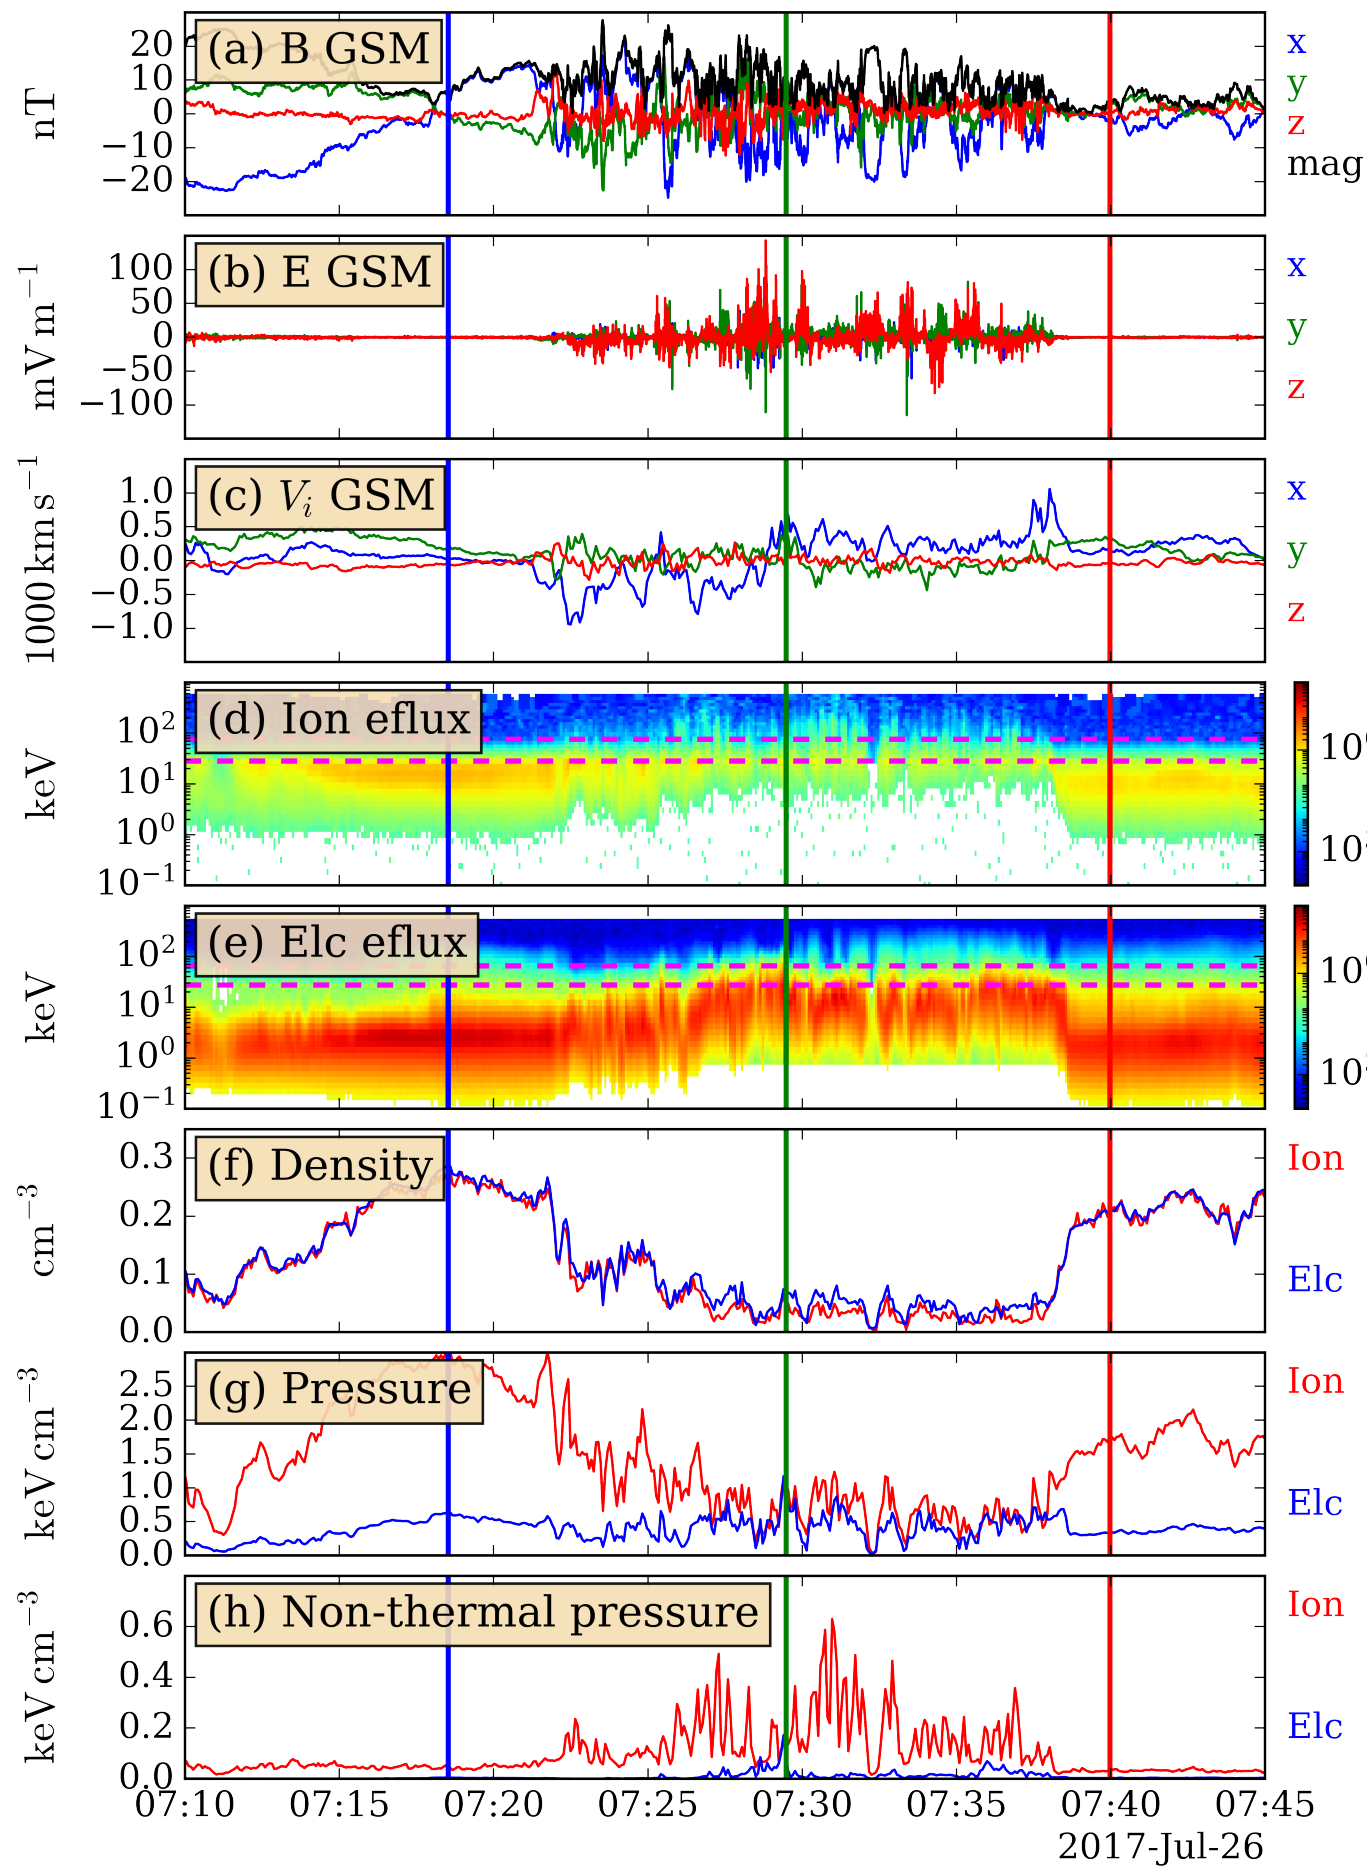 (a) B GSM
20
10
0
−10
−20
nT
x
y
z
mag
(b) E GSM
100
50
0
−50
−100
mV m⁻¹
x
y
z
(c) Vᵢ GSM
1.0
0.5
0.0
−0.5
−1.0
1000 km s⁻¹
x
y
z
(d) Ion eflux
10²
10¹
10⁰
10⁻¹
keV
(e) Elc eflux
10²
10¹
10⁰
10⁻¹
keV
(f) Density
0.3
0.2
0.1
0.0
cm⁻³
Ion
Elc
(g) Pressure
2.5
2.0
1.5
1.0
0.5
0.0
keV cm⁻³
Ion
Elc
(h) Non-thermal pressure
0.6
0.4
0.2
0.0
keV cm⁻³
Ion
Elc
07:10 07:15 07:20 07:25 07:30 07:35 07:40 07:45
2017-Jul-26